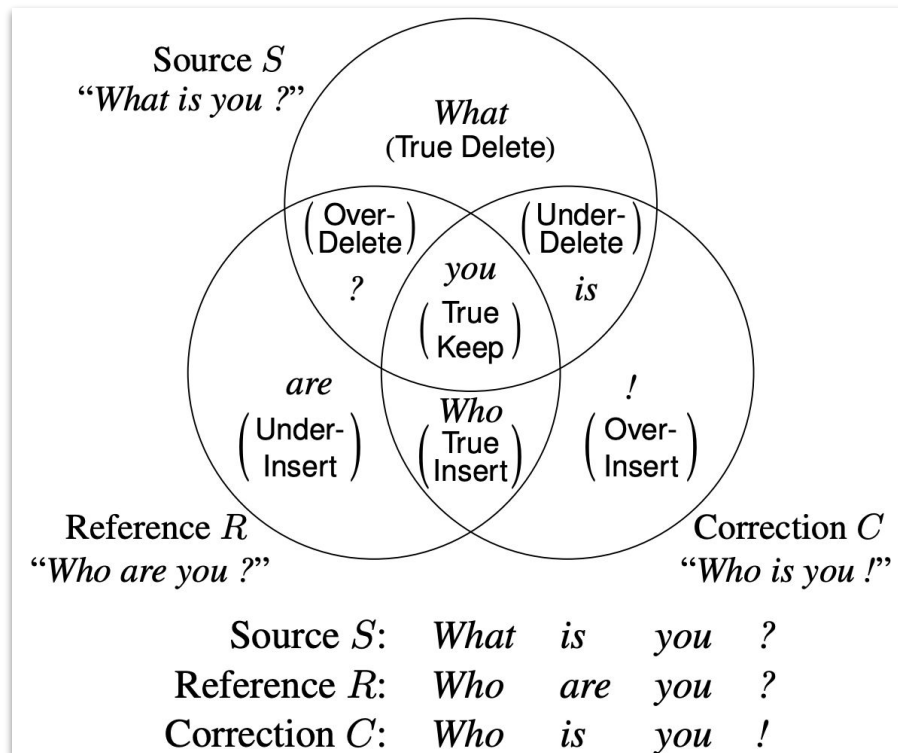 Source S
“What is you ?”
What
(True Delete)
(Over-
Delete)
?
(Under-
Delete)
is
you
(True
Keep)
are
(Under-
Insert)
Who
(True
Insert)
!
(Over-
Insert)
Reference R
“Who are you ?”
Correction C
“Who is you !”
Source S: What is you ?
Reference R: Who are you ?
Correction C: Who is you !